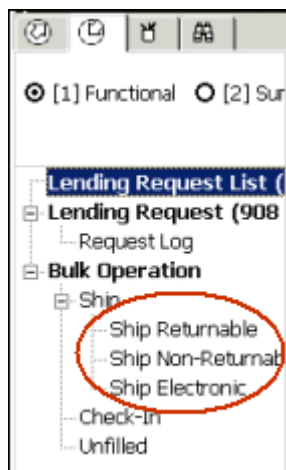 [1] Functional [2] Sur
Lending Request List (
Lending Request (908
Request Log
Bulk Operation
Ship
Ship Returnable
Ship Non-Returnab
Ship Electronic
Check-In
Unfilled